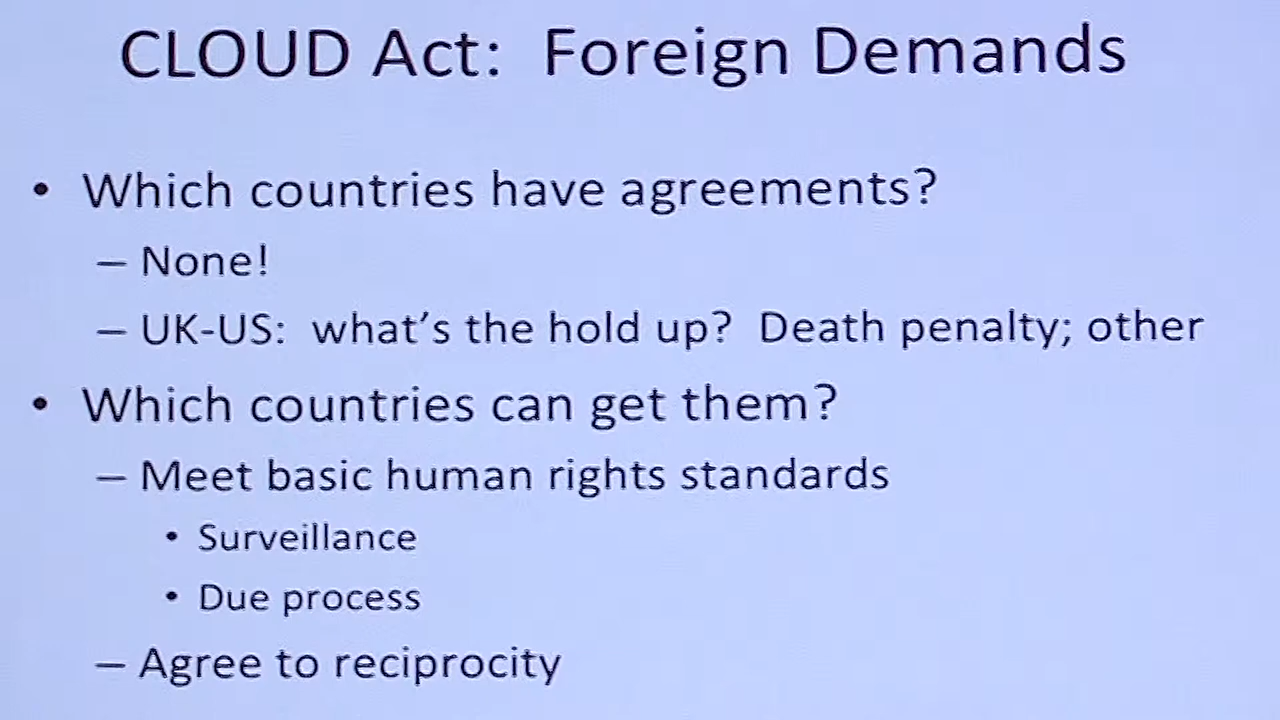 CLOUD Act: Foreign Demands
• Which countries have agreements?
– None!
– UK-US: what's the hold up? Death penalty; other
• Which countries can get them?
– Meet basic human rights standards
• Surveillance
• Due process
– Agree to reciprocity